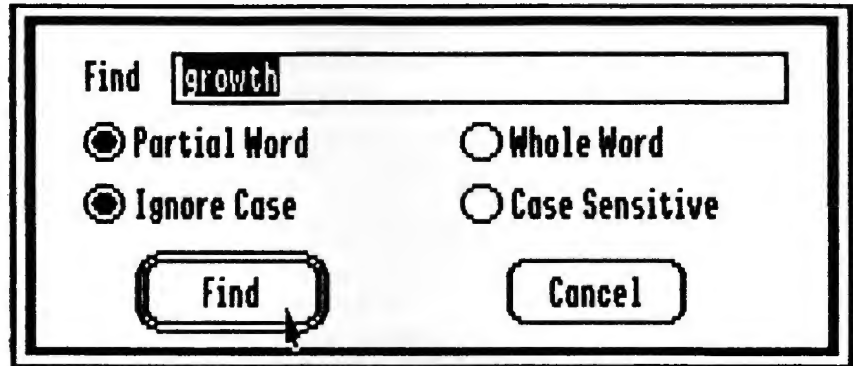 Find growth
Partial Word Whole Word
Ignore Case Case Sensitive
Find Cancel